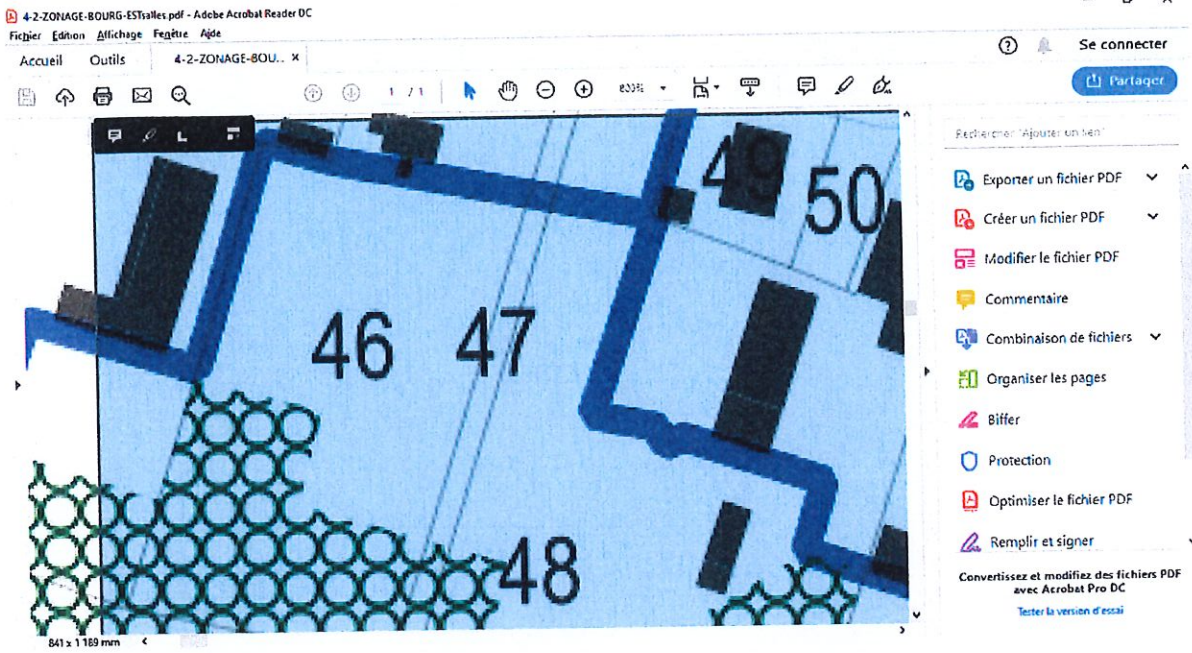 4-2-ZONAGE-BOURG-ESTsalles.pdf - Adobe Acrobat Reader DC
Fichier Edition Affichage Fenêtre Aide
Accueil Outils 4-2-ZONAGE-BOU... × Se connecter
1 / 1 800% Partager
Rechercher 'Ajouter un lien'
49
50
46
47
48
Exporter un fichier PDF
Créer un fichier PDF
Modifier le fichier PDF
Commentaire
Combinaison de fichiers
Organiser les pages
Biffer
Protection
Optimiser le fichier PDF
Remplir et signer
Convertissez et modifiez des fichiers PDF
avec Acrobat Pro DC
Tester la version d'essai
841 x 1 189 mm